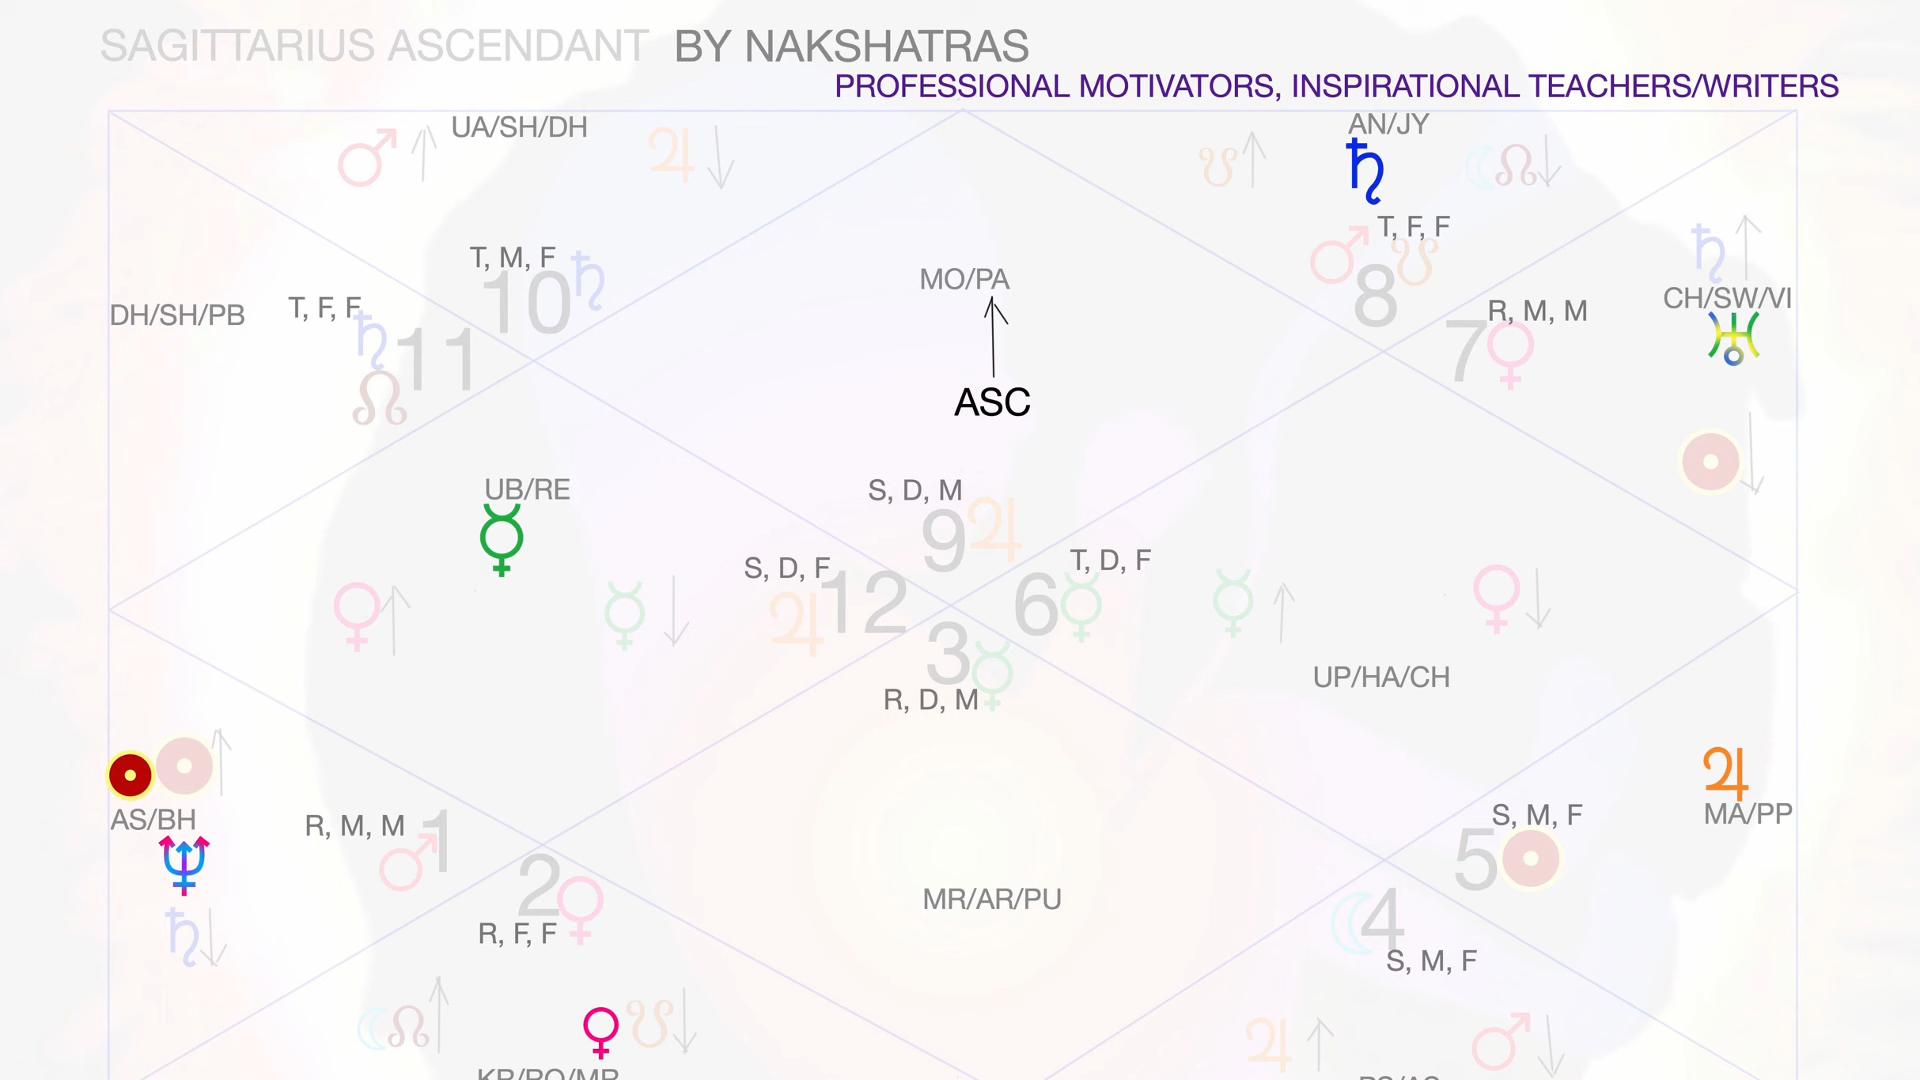 SAGITTARIUS ASCENDANT BY NAKSHATRAS
PROFESSIONAL MOTIVATORS, INSPIRATIONAL TEACHERS/WRITERS
UA/SH/DH
AN/JY
T, M, F
10
MO/PA
T, F, F
8
DH/SH/PB
T, F, F
11
R, M, M
7
CH/SW/VI
ASC
UB/RE
S, D, M
9
S, D, F
12
T, D, F
6
3
R, D, M
UP/HA/CH
AS/BH
R, M, M
1
2
R, F, F
MR/AR/PU
S, M, F
5
MA/PP
4
S, M, F